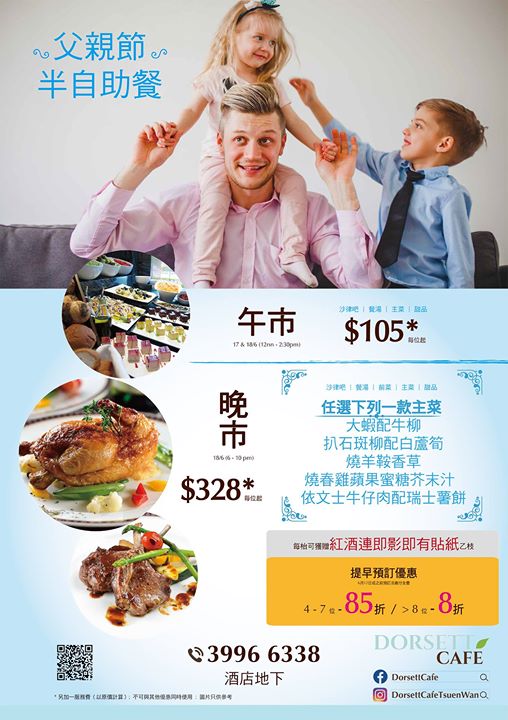 父親節
半自助餐
午市
17 & 18/6 (12nn - 2:30pm)
沙律吧 | 餐湯 | 主菜 | 甜品
$105* 每位起
晚市
18/6 (6 - 10 pm)
$328* 每位起
沙律吧 | 餐湯 | 前菜 | 主菜 | 甜品
任選下列一款主菜
大蝦配牛柳
扒石斑柳配白蘆筍
燒羊鞍香草
燒春雞蘋果蜜糖芥末汁
依文士牛仔肉配瑞士薯餅
每枱可獲贈紅酒連即影即有貼紙乙枝
提早預訂優惠
4 - 7 位 - 85折 / > 8 位 - 8折
DORSETT
CAFE
3996 6338
酒店地下
DorsettCafe
DorsettCafeTsuenWan
* 另加一服務費（以原價計算）; 不可與其他優惠同時使用 ; 圖片只供參考